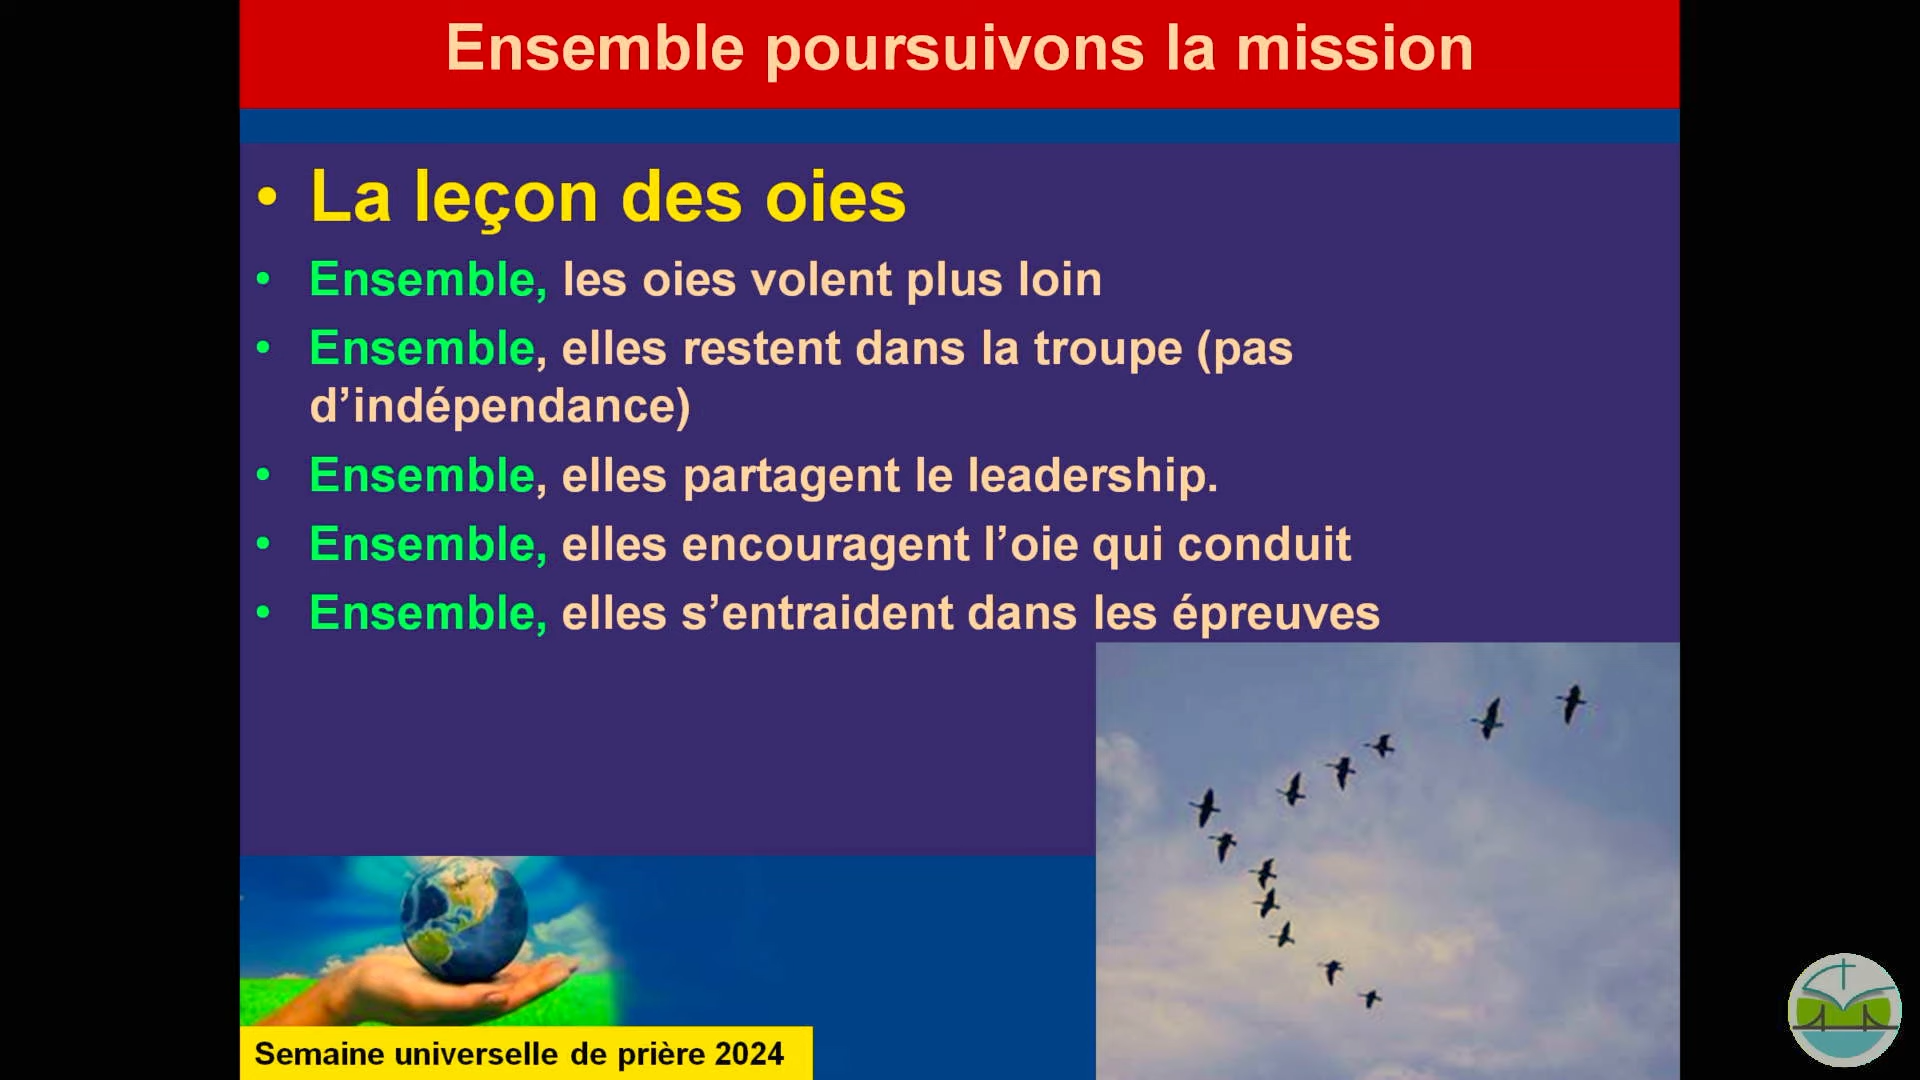 Ensemble poursuivons la mission
• La leçon des oies
• Ensemble, les oies volent plus loin
• Ensemble, elles restent dans la troupe (pas
d’indépendance)
• Ensemble, elles partagent le leadership.
• Ensemble, elles encouragent l’oie qui conduit
• Ensemble, elles s’entraident dans les épreuves
Semaine universelle de prière 2024